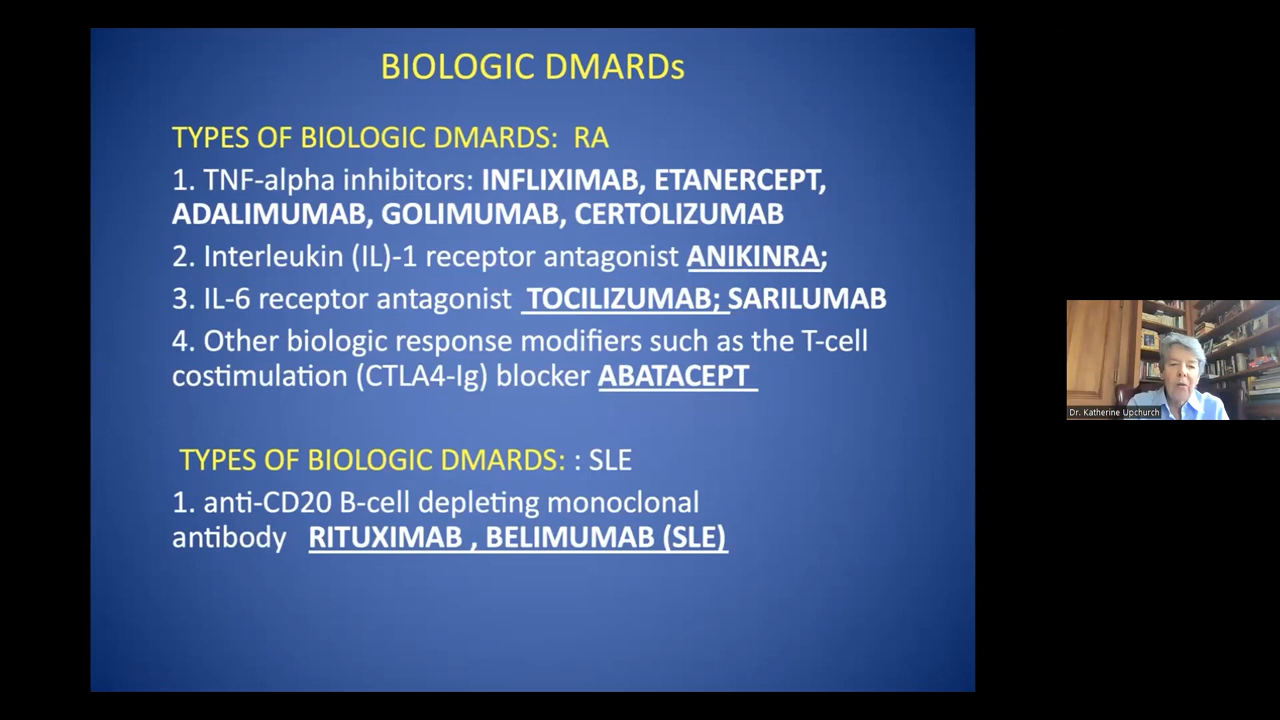 BIOLOGIC DMARDs
TYPES OF BIOLOGIC DMARDS:  RA
1. TNF-alpha inhibitors: INFLIXIMAB, ETANERCEPT,
ADALIMUMAB, GOLIMUMAB, CERTOLIZUMAB
2. Interleukin (IL)-1 receptor antagonist ANIKINRA;
3. IL-6 receptor antagonist  TOCILIZUMAB; SARILUMAB
4. Other biologic response modifiers such as the T-cell
costimulation (CTLA4-Ig) blocker ABATACEPT
TYPES OF BIOLOGIC DMARDS: : SLE
1. anti-CD20 B-cell depleting monoclonal
antibody   RITUXIMAB , BELIMUMAB (SLE)
Dr. Katherine Upchurch